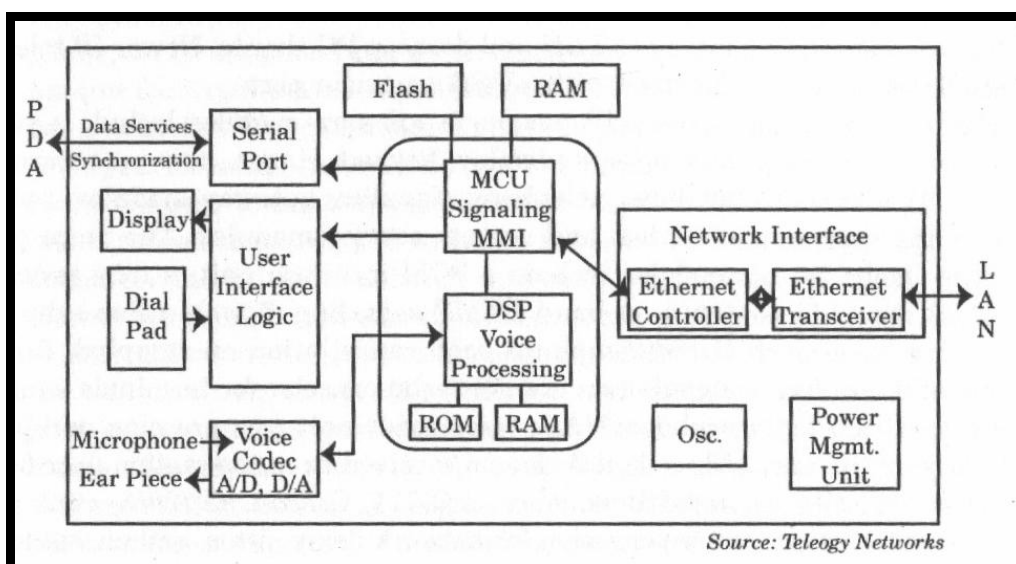 Flash RAM
P
D
A
Data Services
Synchronization
Serial
Port
MCU
Signaling
MMI
Display
User
Interface
Logic
Dial
Pad
DSP
Voice
Processing
ROM RAM
Network Interface
Ethernet
Controller
Ethernet
Transceiver
L
A
N
Microphone
Ear Piece
Voice
Codec
A/D, D/A
Osc.
Power
Mgmt.
Unit
Source: Teleogy Networks